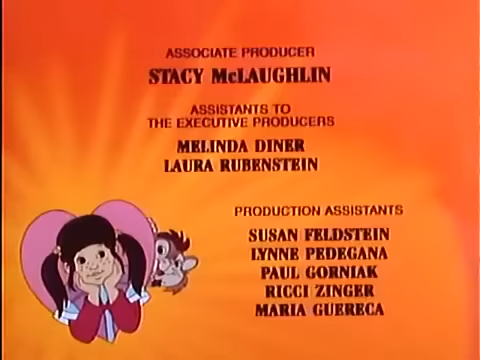 ASSOCIATE PRODUCER
STACY McLAUGHLIN
ASSISTANTS TO
THE EXECUTIVE PRODUCERS
MELINDA DINER
LAURA RUBENSTEIN
PRODUCTION ASSISTANTS
SUSAN FELDSTEIN
LYNNE PEDEGANA
PAUL GORNIAK
RICCI ZINGER
MARIA GUERECA